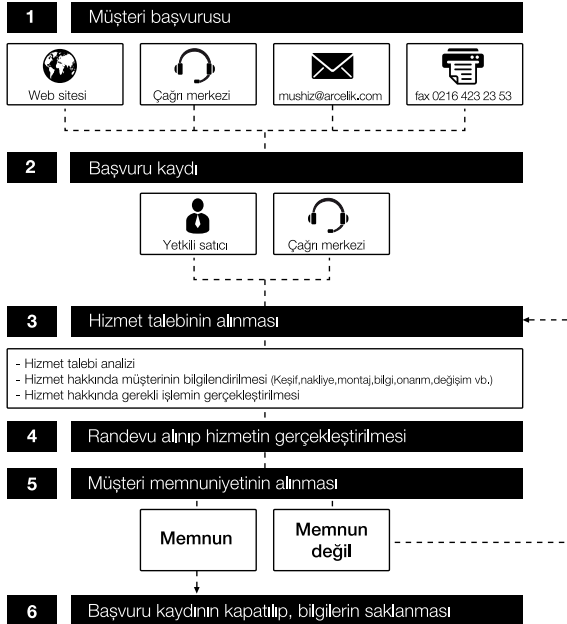 1 Müşteri başvurusu
Web sitesi
Çağrı merkezi
mushiz@arcelik.com
fax 0216 423 23 53
2 Başvuru kaydı
Yetkili satıcı
Çağrı merkezi
3 Hizmet talebinin alınması
- Hizmet talebi analizi
- Hizmet hakkında müşterinin bilgilendirilmesi (Keşif,nakliye,montaj,bilgi,onarım,değişim vb.)
- Hizmet hakkında gerekli işlemin gerçekleştirilmesi
4 Randevu alınıp hizmetin gerçekleştirilmesi
5 Müşteri memnuniyetinin alınması
Memnun
Memnun
değil
6 Başvuru kaydının kapatılıp, bilgilerin saklanması